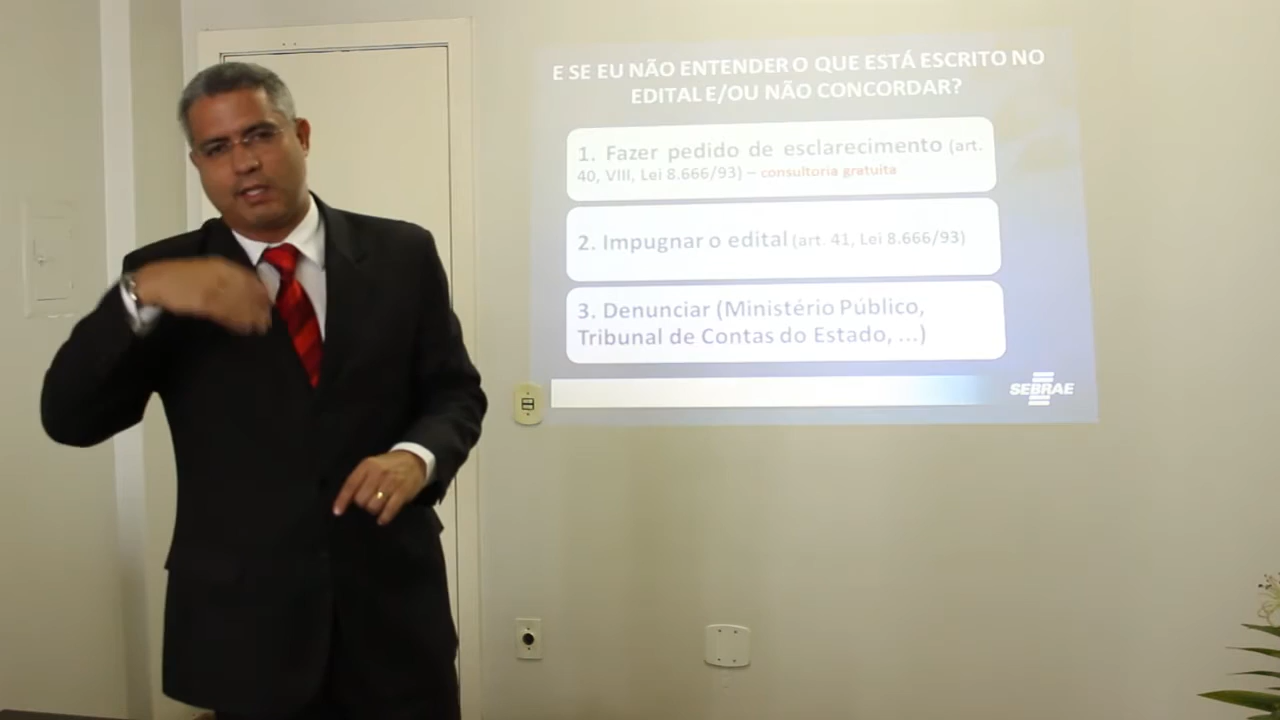 E SE EU NÃO ENTENDER O QUE ESTÁ ESCRITO NO
EDITAL E/OU NÃO CONCORDAR?
1. Fazer pedido de esclarecimento (art.
40, VIII, Lei 8.666/93) – consultoria gratuita
2. Impugnar o edital (art. 41, Lei 8.666/93)
3. Denunciar (Ministério Público,
Tribunal de Contas do Estado, ...)
SEBRAE